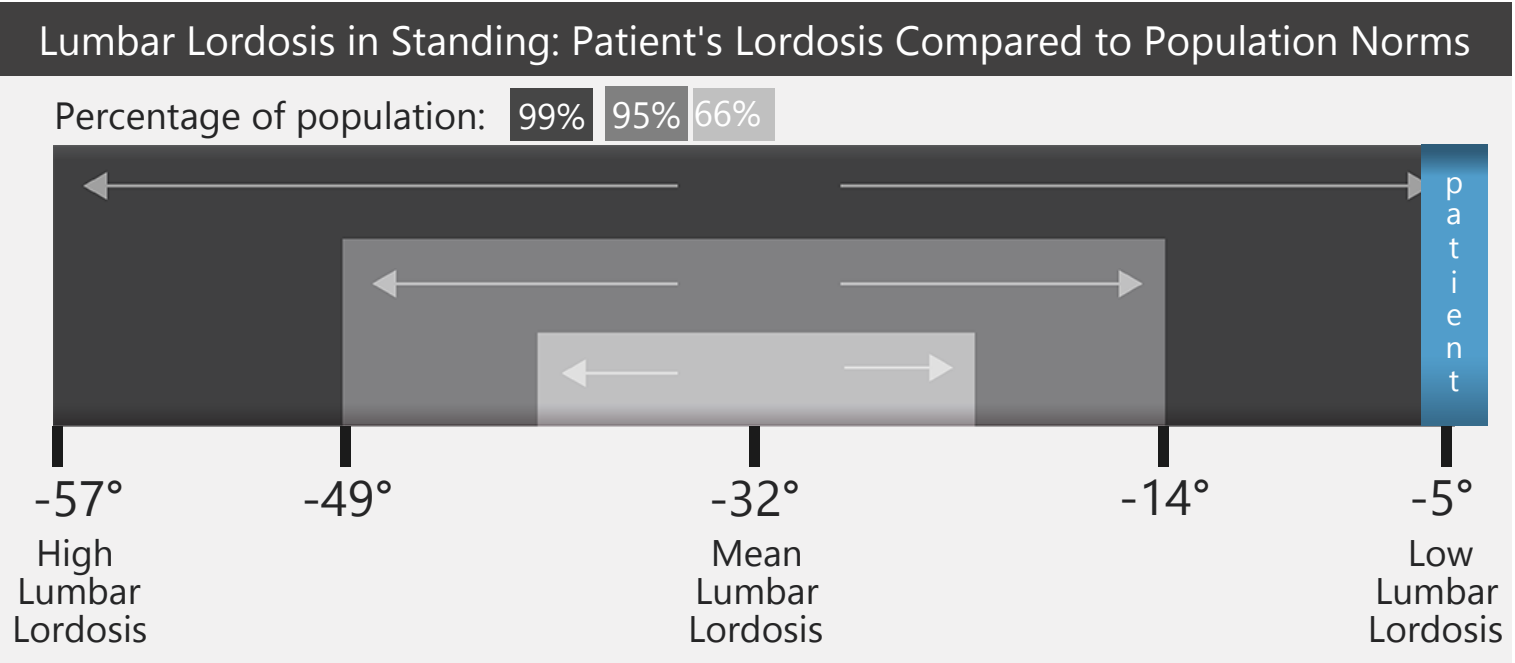 Lumbar Lordosis in Standing: Patient's Lordosis Compared to Population Norms
Percentage of population: 99% 95% 66%
patient
-57° -49° -32° -14° -5°
High Lumbar Lordosis
Mean Lumbar Lordosis
Low Lumbar Lordosis